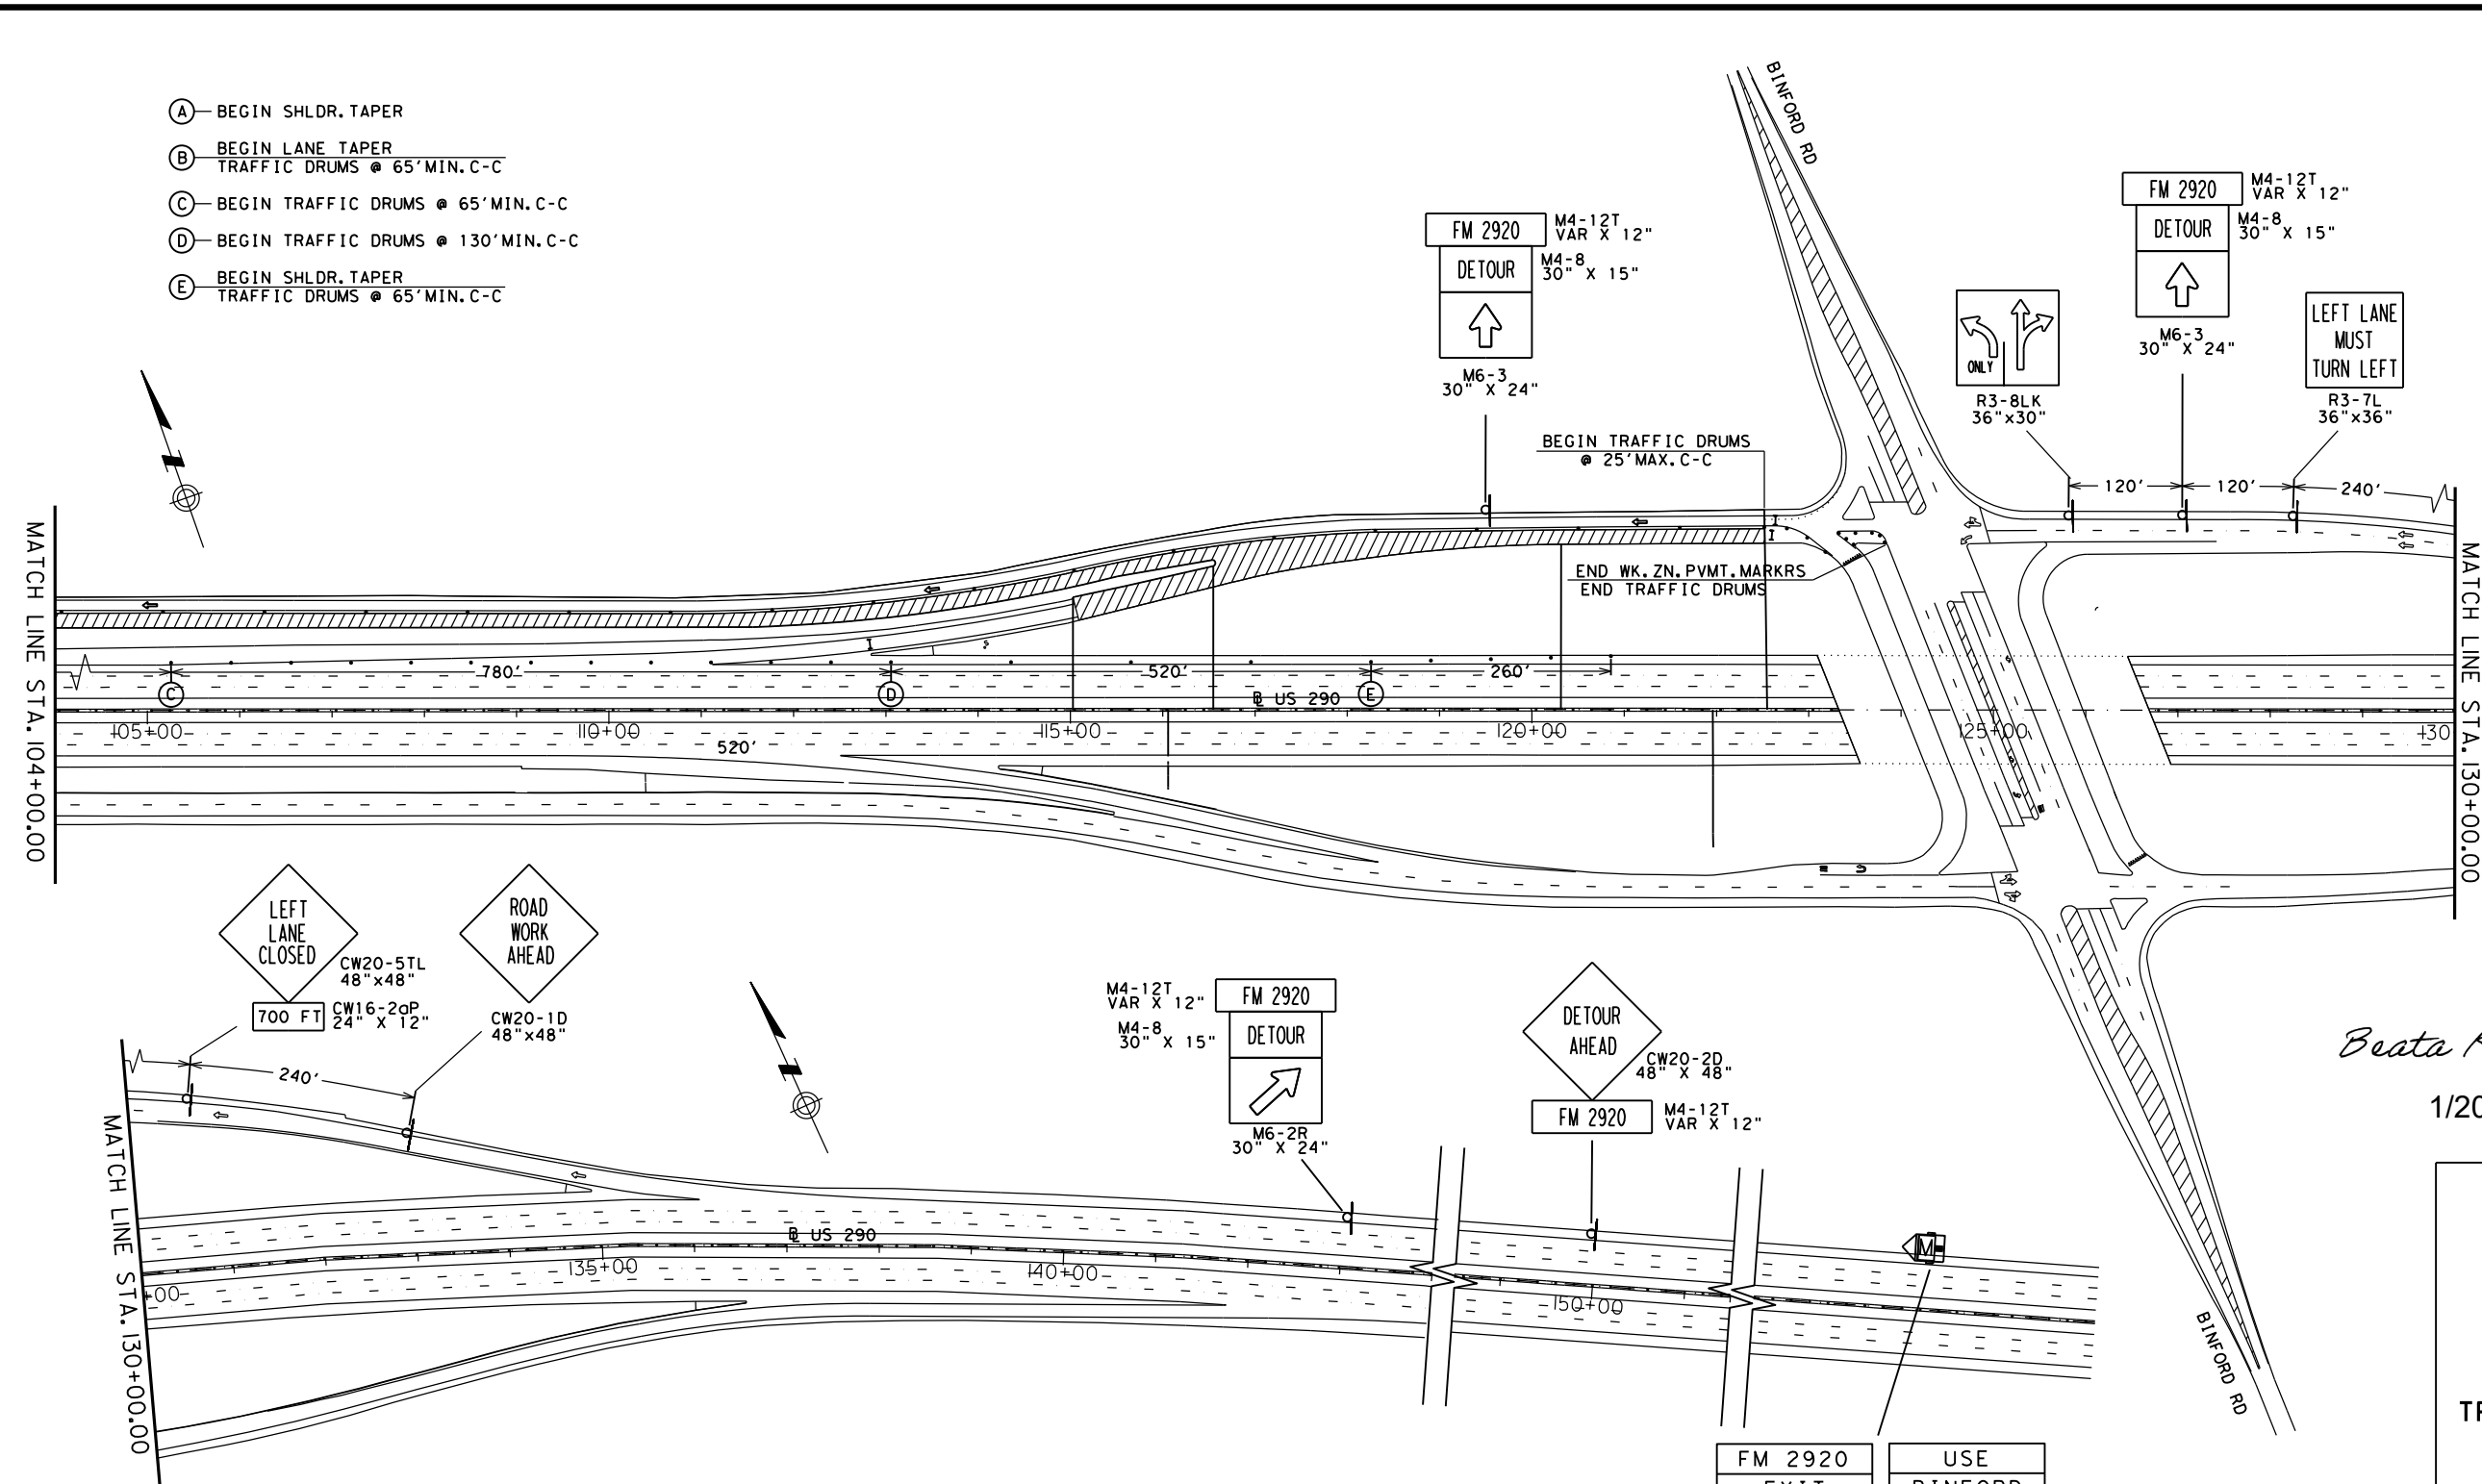 A BEGIN SHLDR. TAPER
B BEGIN LANE TAPER
TRAFFIC DRUMS @ 65' MIN. C-C
C BEGIN TRAFFIC DRUMS @ 65' MIN. C-C
D BEGIN TRAFFIC DRUMS @ 130' MIN. C-C
E BEGIN SHLDR. TAPER
TRAFFIC DRUMS @ 65' MIN. C-C
BINFORD RD
FM 2920
M4-12T
VAR X 12"
DETOUR
M4-8
30" X 15"
M6-3
30" X 24"
FM 2920
M4-12T
VAR X 12"
DETOUR
M4-8
30" X 15"
M6-3
30" X 24"
ONLY
R3-8LK
36"x30"
LEFT LANE
MUST
TURN LEFT
R3-7L
36"x36"
BEGIN TRAFFIC DRUMS
@ 25' MAX. C-C
120'
120'
240'
END WK. ZN. PVMT. MARKRS
END TRAFFIC DRUMS
MATCH LINE STA. 104+00.00
MATCH LINE STA. 130+00.00
780'
520'
260'
C
D
E
US 290
105+00
110+00
115+00
120+00
125+00
130
520'
LEFT
LANE
CLOSED
CW20-5TL
48"x48"
700 FT
CW16-2aP
24" X 12"
ROAD
WORK
AHEAD
CW20-1D
48"x48"
240'
M4-12T
VAR X 12"
FM 2920
M4-8
30" X 15"
DETOUR
M6-2R
30" X 24"
DETOUR
AHEAD
CW20-2D
48" X 48"
FM 2920
M4-12T
VAR X 12"
Beata
1/20
MATCH LINE STA. 130+00.00
US 290
+00
135+00
140+00
150+00
M
BINFORD RD
FM 2920
EXIT
USE
BINFORD